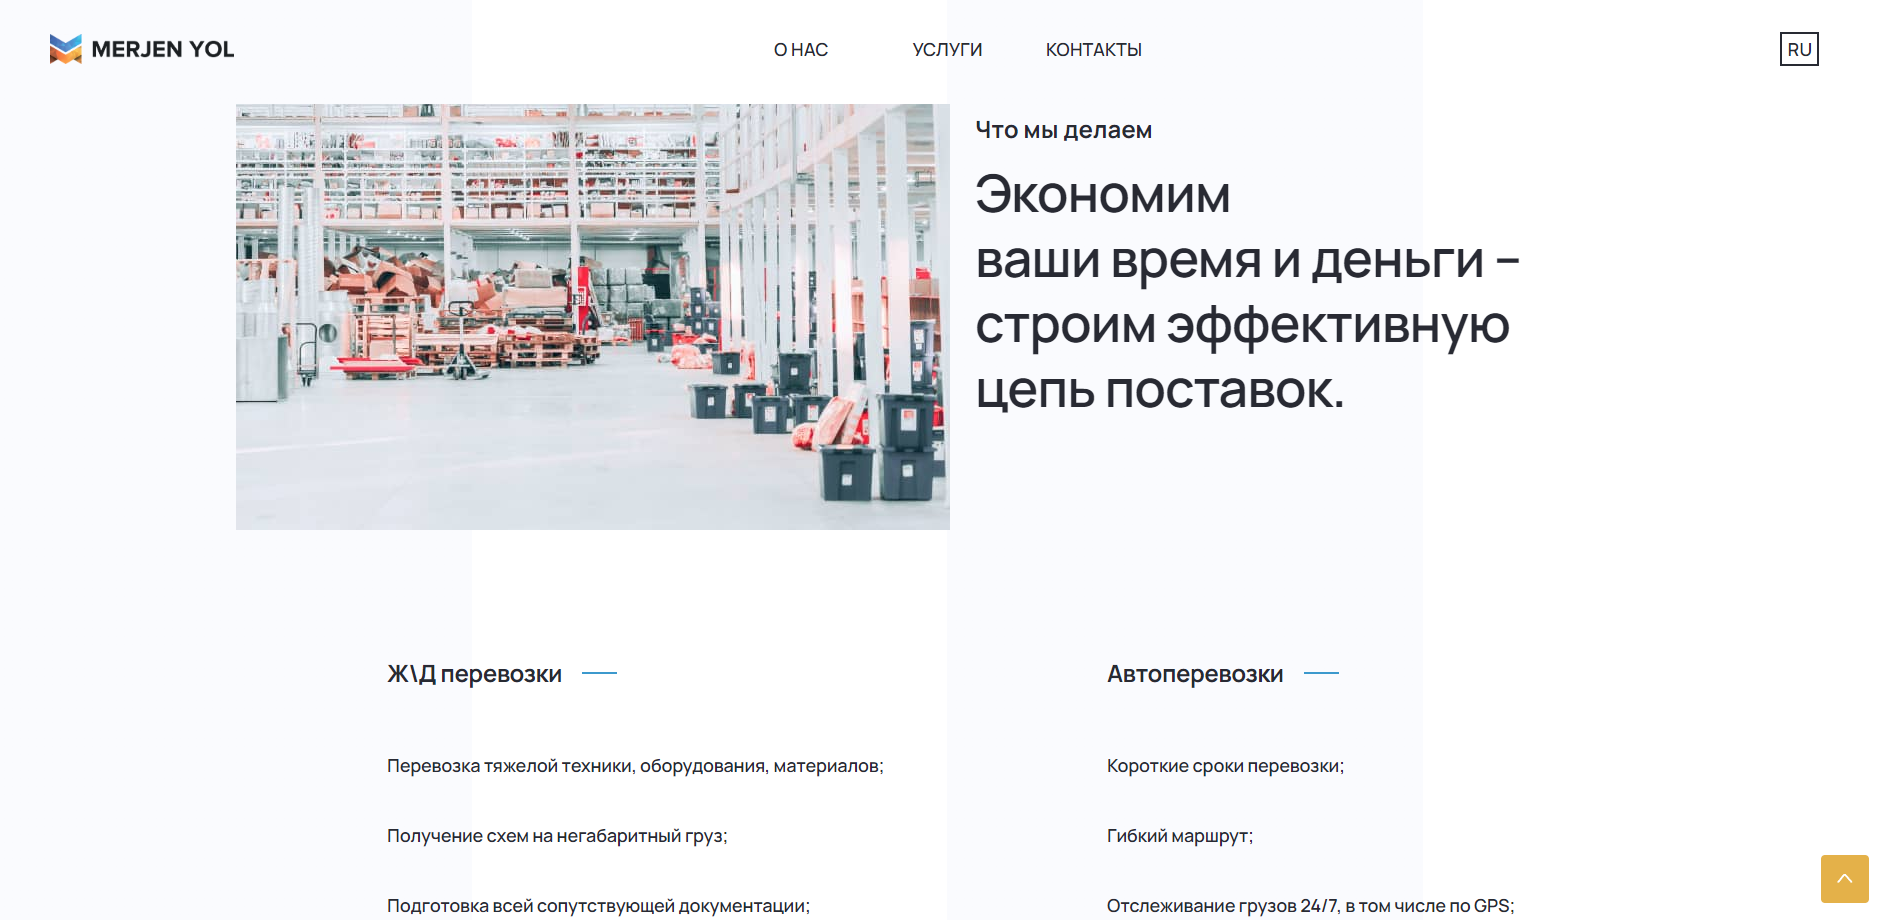 MERJEN YOL
О НАС
УСЛУГИ
КОНТАКТЫ
RU
Что мы делаем
Экономим
ваши время и деньги –
строим эффективную
цепь поставок.
Ж\Д перевозки
Перевозка тяжелой техники, оборудования, материалов;
Получение схем на негабаритный груз;
Подготовка всей сопутствующей документации;
Автоперевозки
Короткие сроки перевозки;
Гибкий маршрут;
Отслеживание грузов 24/7, в том числе по GPS;